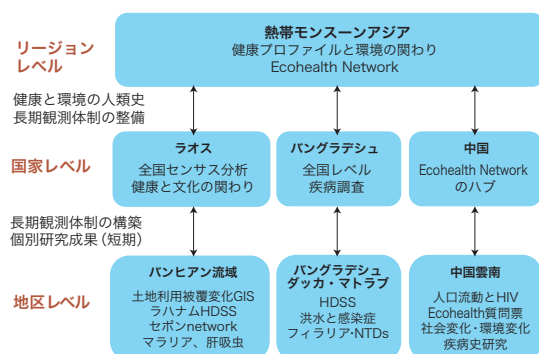 熱帯モンスーンアジア
健康プロファイルと環境の関わり
Ecohealth Network
リージョン
レベル
健康と環境の人類史
長期観測体制の整備
国家レベル
ラオス
全国センサス分析
健康と文化の関わり
バングラデシュ
全国レベル
疾病調査
中国
Ecohealth Network
のハブ
長期観測体制の構築
個別研究成果（短期）
地区レベル
バンヒアン流域
土地利用被覆変化GIS
ラハナムHDSS
セポンnetwork
マラリア、肝吸虫
バングラデシュ
ダッカ・マトラブ
HDSS
洪水と感染症
フィラリア・NTDs
中国雲南
人口流動とHIV
Ecohealth質問票
社会変化・環境変化
疾病史研究